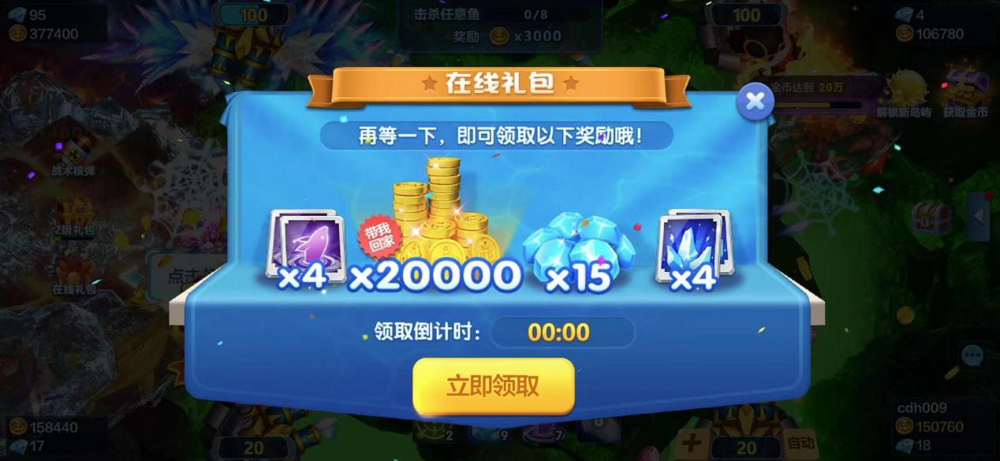 95
377400
100
击杀任意鱼 0/8
奖励 x3000
100
4
106780
在线礼包
金币达到 20万
解锁新岛屿
获取金币
再等一下，即可领取以下奖励哦！
战术核弹
2级礼包
在线礼包
点击
带我
回家
x4
x20000
x15
x4
领取倒计时：
00:00
立即领取
158440
17
20
2
9
7
20
自动
cdh009
150760
18